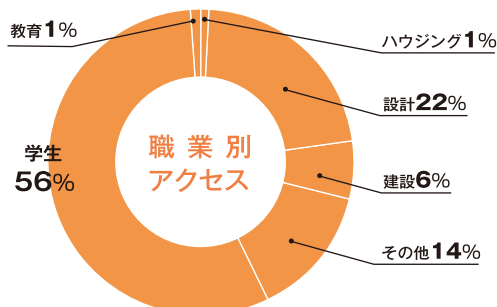 教育1%
ハウジング1%
設計22%
学生
56%
職業別
アクセス
建設6%
その他14%